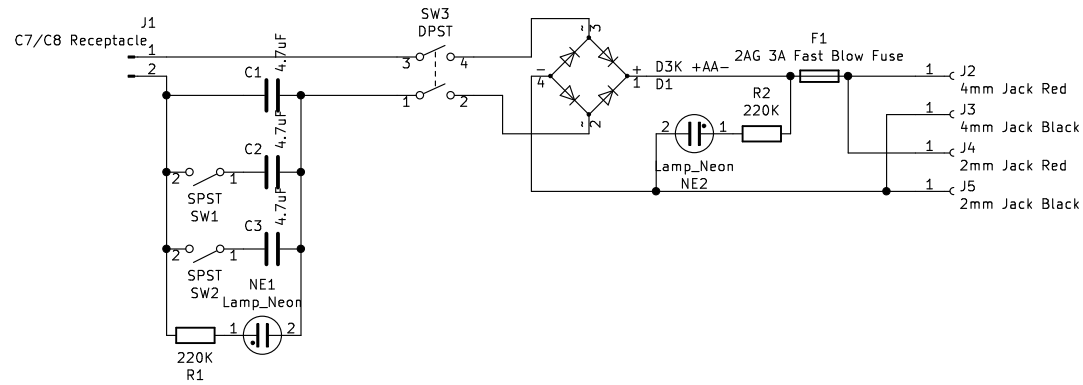 J1
C7/C8 Receptacle
1
2
4.7uF
C1
4.7uF
C2
2
1
SPST
SW1
4.7uF
C3
2
1
SPST
SW2
NE1
Lamp_Neon
1
2
220K
R1
SW3
DPST
3
4
1
2
~
3
−
4
+
1
~
2
D3K +AA−
D1
F1
2AG 3A Fast Blow Fuse
R2
220K
2
1
Lamp_Neon
NE2
1
J2
4mm Jack Red
1
J3
4mm Jack Black
1
J4
2mm Jack Red
1
J5
2mm Jack Black